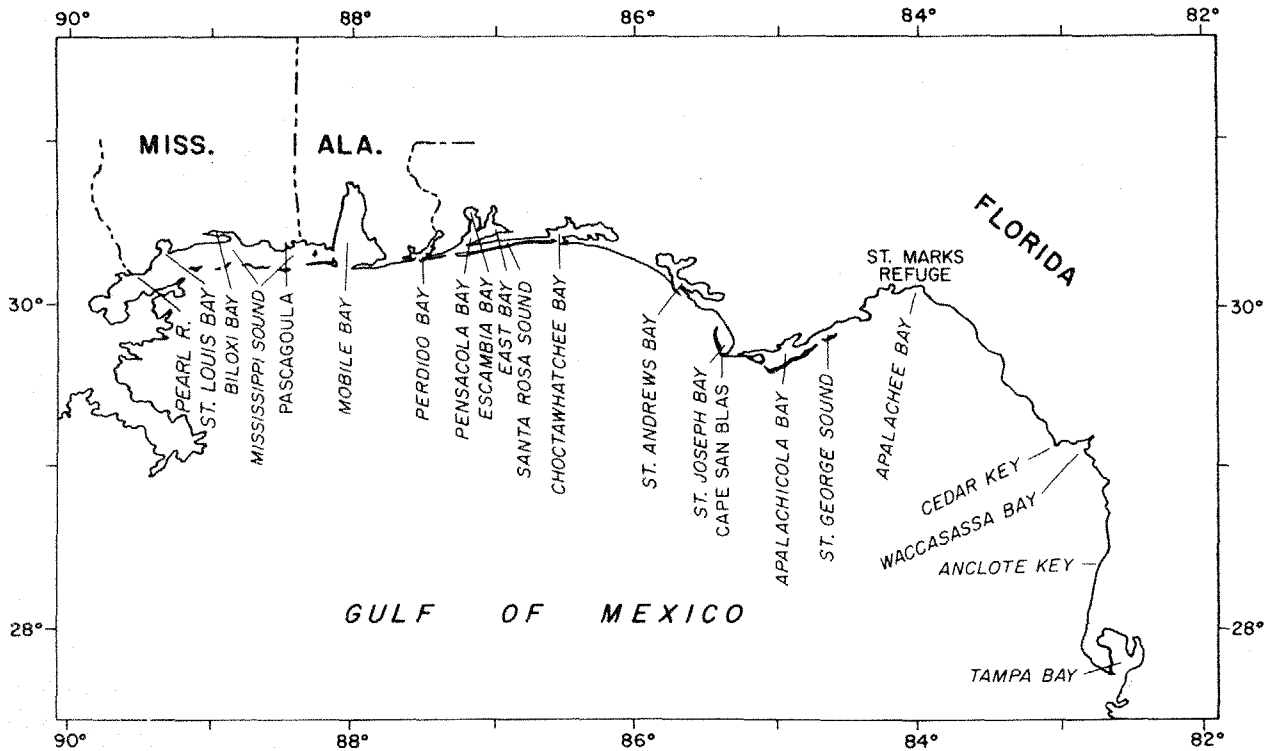 90°
88°
86°
84°
82°
MISS.
ALA.
FLORIDA
ST. MARKS
REFUGE
30°
30°
PEARL R.
ST. LOUIS BAY
BILOXI BAY
MISSISSIPPI SOUND
PASCAGOULA
MOBILE BAY
PERDIDO BAY
PENSACOLA BAY
ESCAMBIA BAY
EAST BAY
SANTA ROSA SOUND
CHOCTAWHATCHEE BAY
ST. ANDREWS BAY
ST. JOSEPH BAY
CAPE SAN BLAS
APALACHICOLA BAY
ST. GEORGE SOUND
APALACHEE BAY
CEDAR KEY
WACCASASSA BAY
ANCLOTE KEY
GULF OF MEXICO
28°
28°
TAMPA BAY
90°
88°
86°
84°
82°